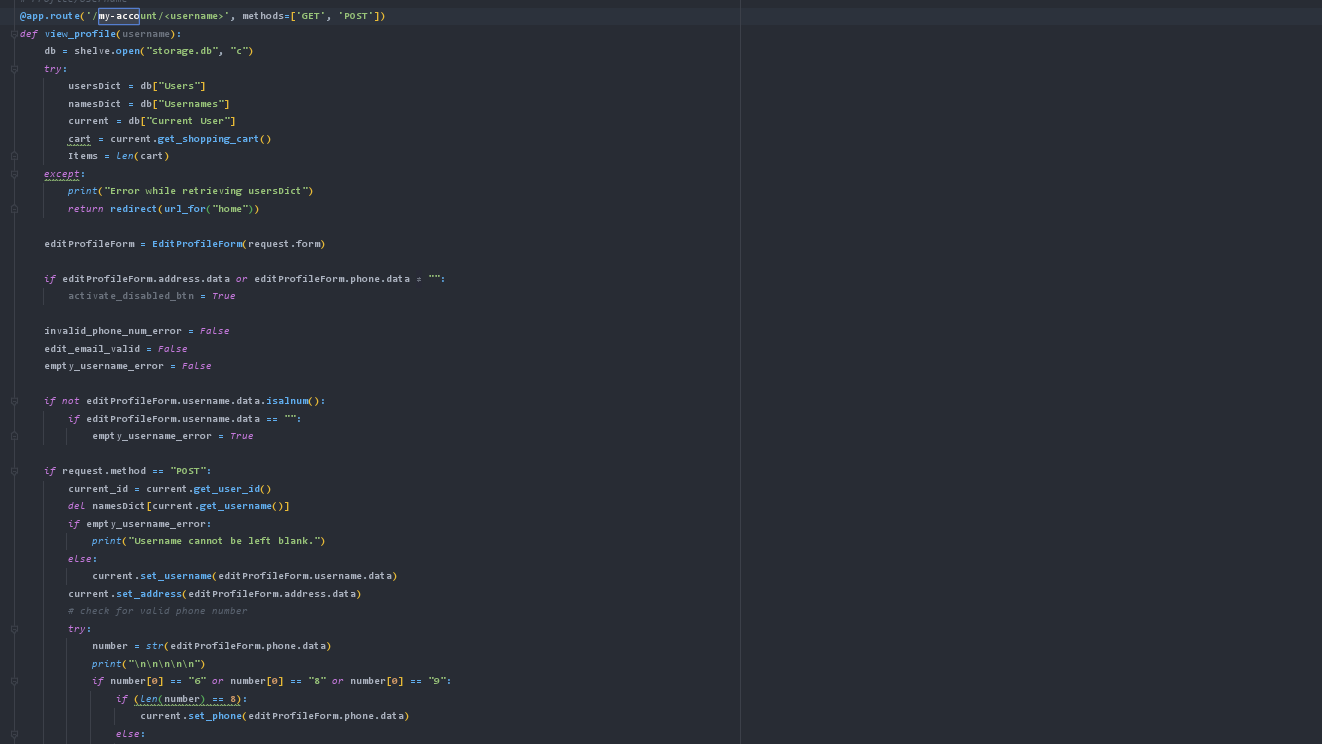 @app.route('/my-account/<username>', methods=['GET', 'POST'])
def view_profile(username):
db = shelve.open("storage.db", "c")
try:
usersDict = db["Users"]
namesDict = db["Usernames"]
current = db["Current User"]
cart = current.get_shopping_cart()
Items = len(cart)
except:
print("Error while retrieving usersDict")
return redirect(url_for("home"))
editProfileForm = EditProfileForm(request.form)
if editProfileForm.address.data or editProfileForm.phone.data ≠ "":
activate_disabled_btn = True
invalid_phone_num_error = False
edit_email_valid = False
empty_username_error = False
if not editProfileForm.username.data.isalnum():
if editProfileForm.username.data == "":
empty_username_error = True
if request.method == "POST":
current_id = current.get_user_id()
del namesDict[current.get_username()]
if empty_username_error:
print("Username cannot be left blank.")
else:
current.set_username(editProfileForm.username.data)
current.set_address(editProfileForm.address.data)
# check for valid phone number
try:
number = str(editProfileForm.phone.data)
print("\n\n\n\n\n")
if number[0] == "6" or number[0] == "8" or number[0] == "9":
if (len(number) == 8):
current.set_phone(editProfileForm.phone.data)
else: